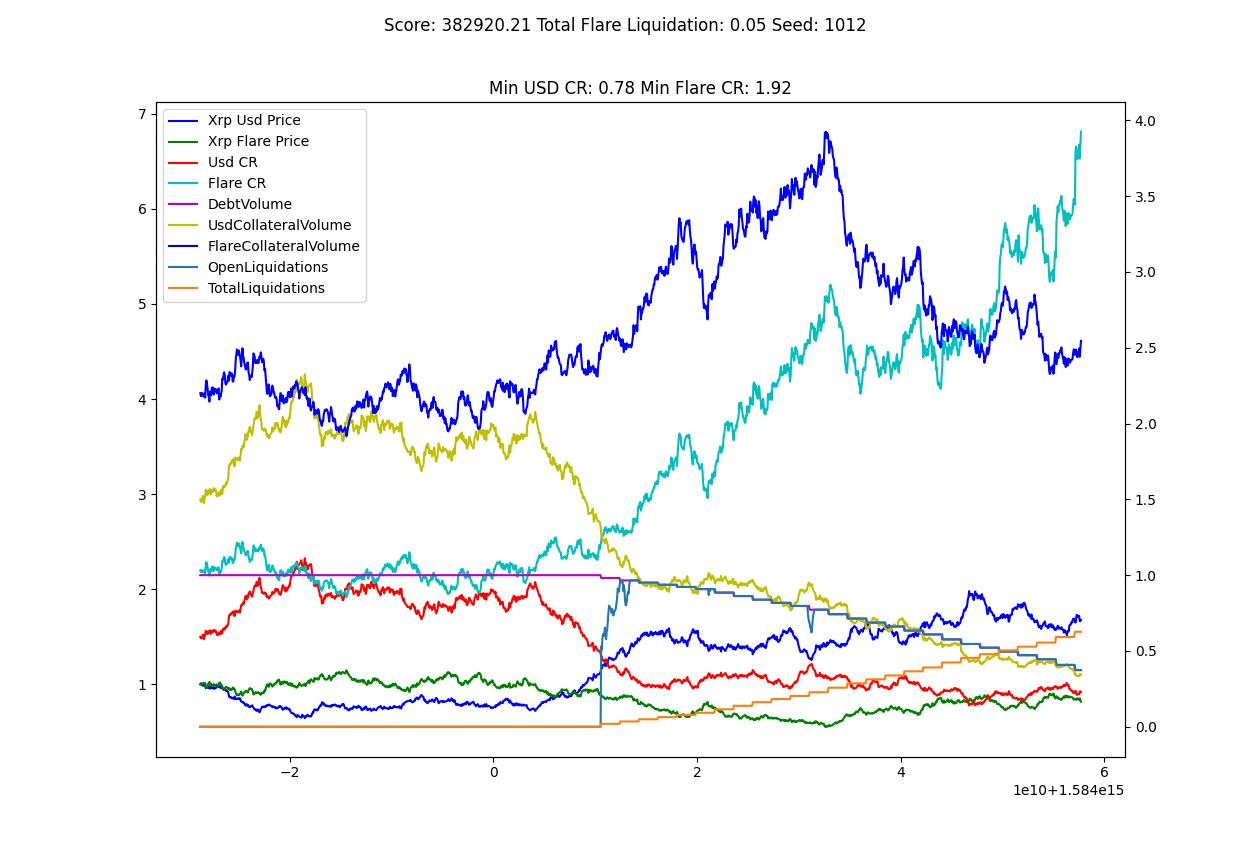 Score: 382920.21 Total Flare Liquidation: 0.05 Seed: 1012
Min USD CR: 0.78 Min Flare CR: 1.92
Xrp Usd Price
Xrp Flare Price
Usd CR
Flare CR
DebtVolume
UsdCollateralVolume
FlareCollateralVolume
OpenLiquidations
TotalLiquidations
7
6
5
4
3
2
1
4.0
3.5
3.0
2.5
2.0
1.5
1.0
0.5
0.0
−2
0
2
4
6
1e10+1.584e15